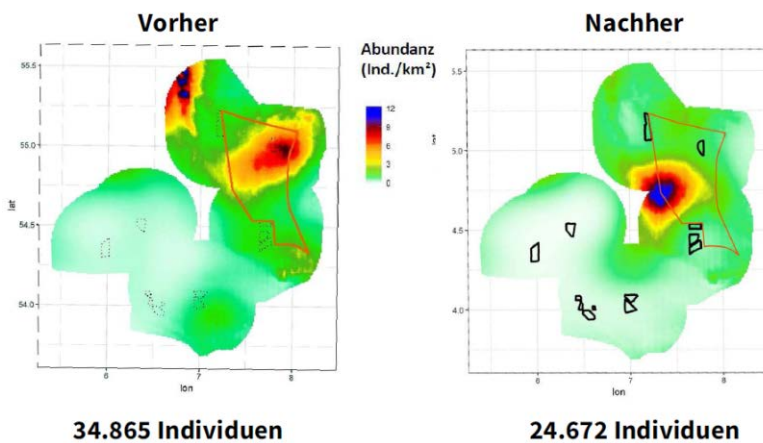 Vorher
Nachher
Abundanz
(Ind./km²)
12
9
6
3
0
55.5
55.0
54.5
54.0
lat
6
7
8
lon
5.5
5.0
4.5
4.0
6
7
8
lon
34.865 Individuen
24.672 Individuen